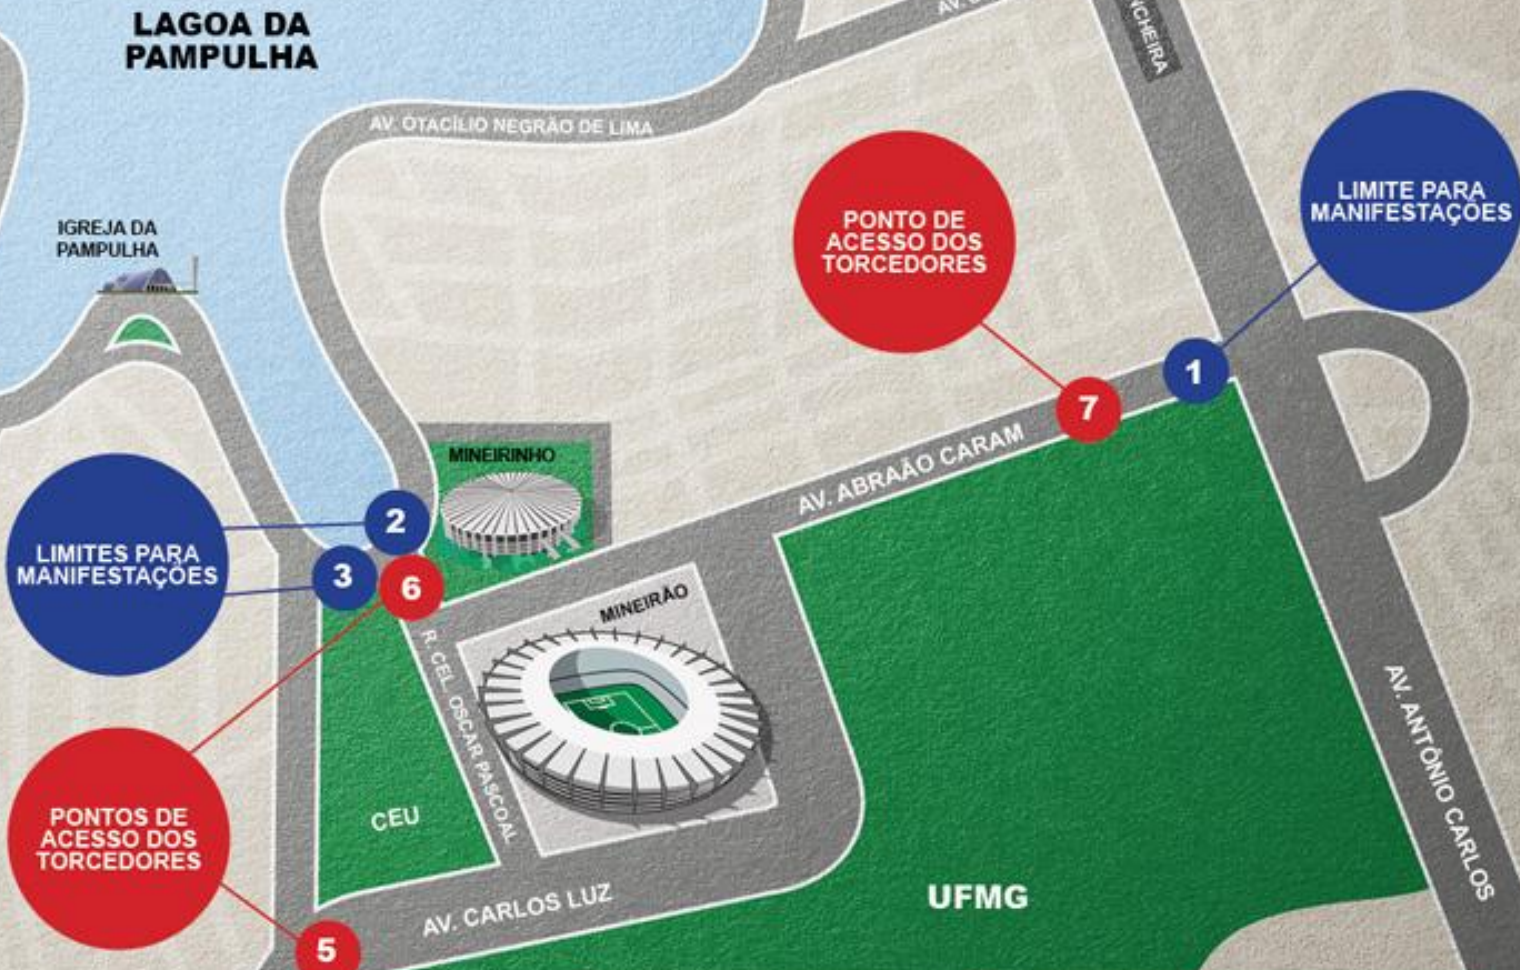 LAGOA DA
PAMPULHA
AV.
NCHEIRA
AV. OTACÍLIO NEGRÃO DE LIMA
LIMITE PARA
MANIFESTAÇÕES
PONTO DE
ACESSO DOS
TORCEDORES
IGREJA DA
PAMPULHA
1
7
MINEIRINHO
AV. ABRAÃO CARAM
2
LIMITES PARA
MANIFESTAÇÕES
3
6
MINEIRÃO
R. CEL. OSCAR PASCOAL
AV. ANTÔNIO CARLOS
PONTOS DE
ACESSO DOS
TORCEDORES
CEU
AV. CARLOS LUZ
UFMG
5